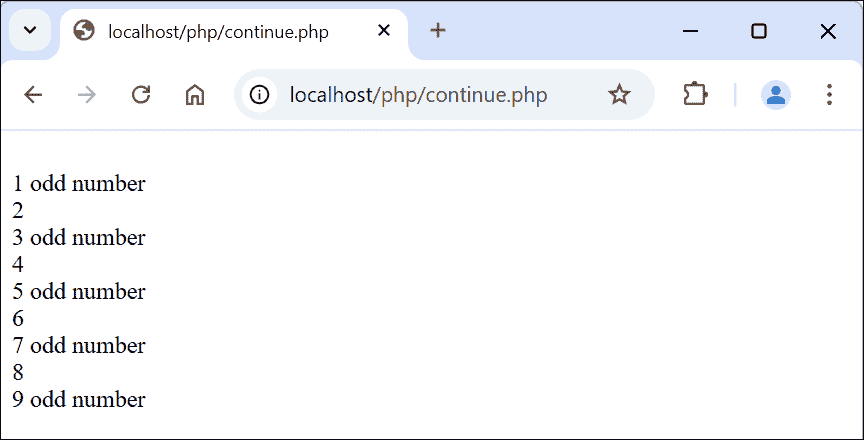 localhost/php/continue.php
localhost/php/continue.php
1 odd number
2
3 odd number
4
5 odd number
6
7 odd number
8
9 odd number